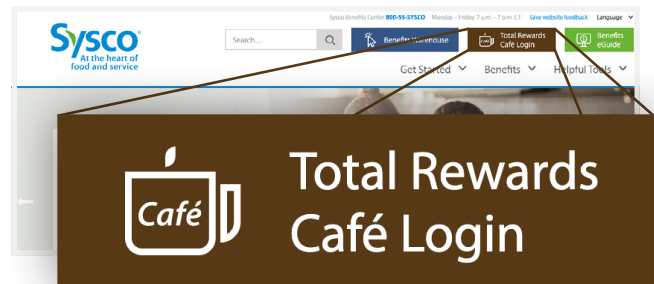 Sysco Benefits Center 800-55-SYSCO Monday - Friday, 7 a.m. - 7 p.m. CT Give website feedback Language
Sysco
At the heart of
food and service
Search...
Benefits Warehouse
Café
Total Rewards
Café Login
Benefits
eGuide
Get Started Benefits Helpful Tools
Café
Total Rewards
Café Login